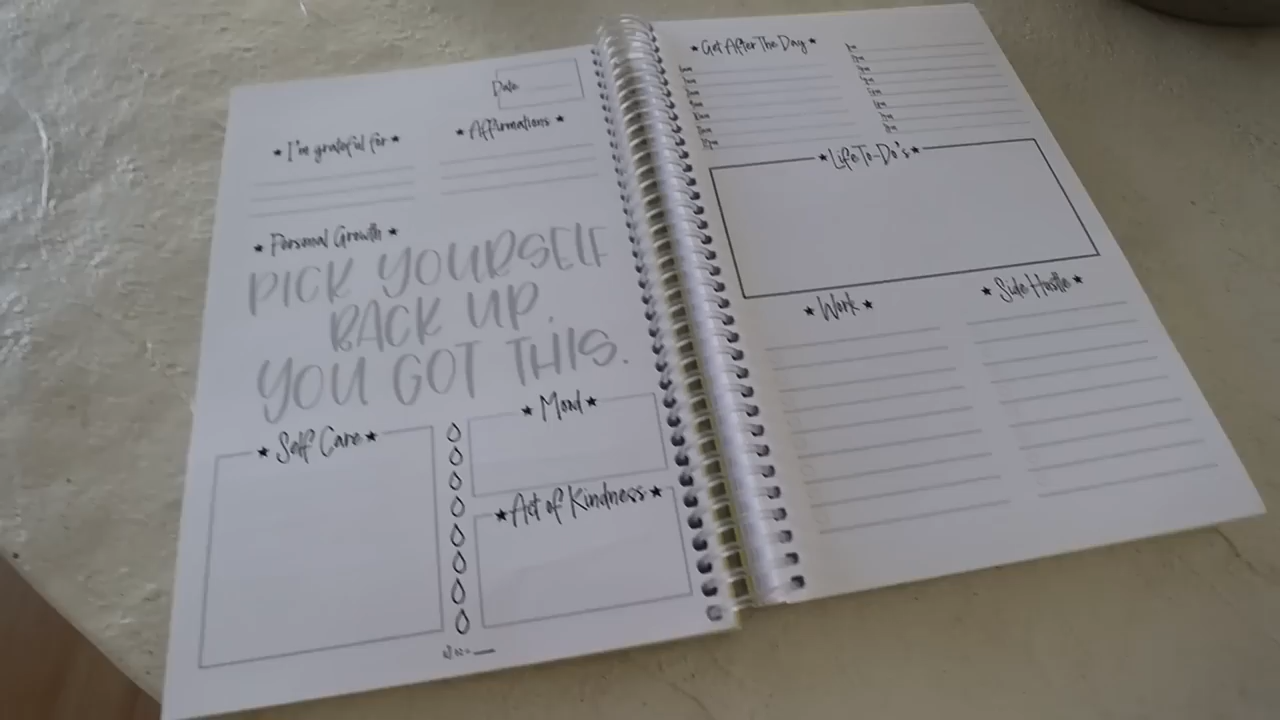 Date
I'm grateful for
Affirmations
Personal Growth
PICK YOURSELF
BACK UP.
YOU GOT THIS.
Self Care
Mood
Act of Kindness
Get After The Day
Life To-Do's
Work
Side Hustle